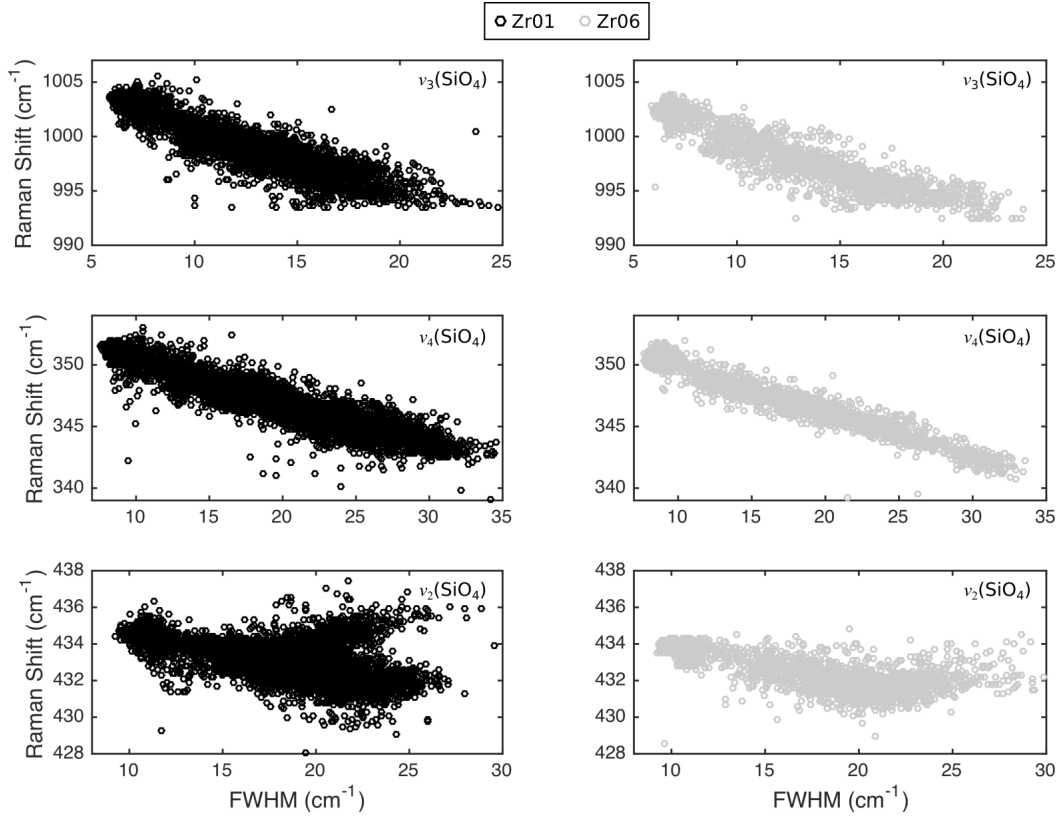 Zr01 Zr06
ν3(SiO4)
Raman Shift (cm-1)
1005
1000
995
990
5 10 15 20 25
ν3(SiO4)
1005
1000
995
990
5 10 15 20 25
ν4(SiO4)
Raman Shift (cm-1)
350
345
340
10 15 20 25 30 35
ν4(SiO4)
350
345
340
10 15 20 25 30 35
ν2(SiO4)
Raman Shift (cm-1)
438
436
434
432
430
428
10 15 20 25 30
FWHM (cm-1)
ν2(SiO4)
438
436
434
432
430
428
10 15 20 25 30
FWHM (cm-1)